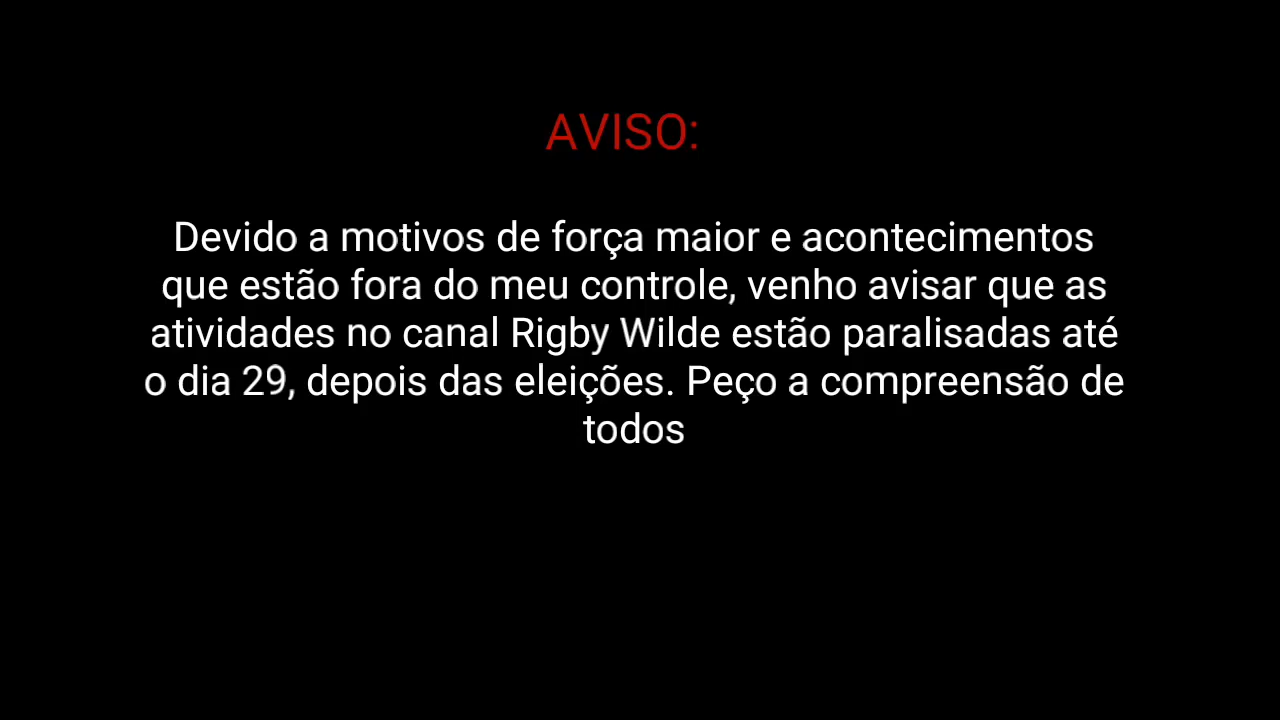 AVISO:
Devido a motivos de força maior e acontecimentos
que estão fora do meu controle, venho avisar que as
atividades no canal Rigby Wilde estão paralisadas até
o dia 29, depois das eleições. Peço a compreensão de
todos